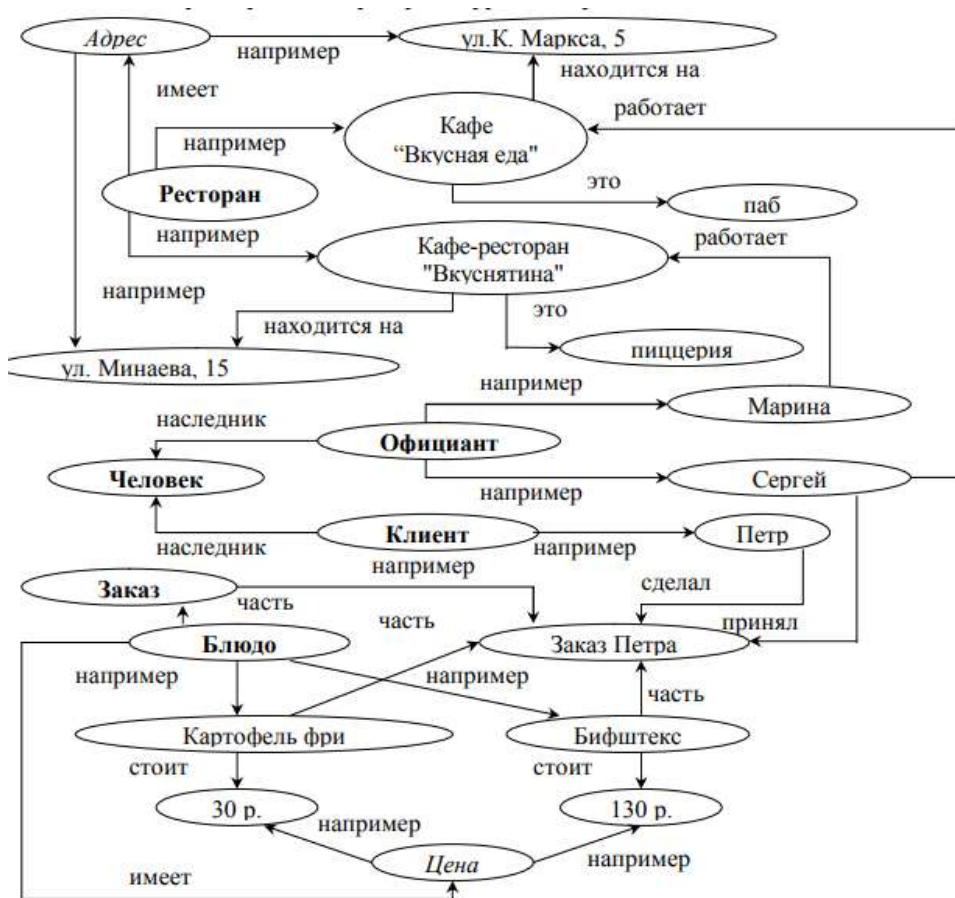 Адрес
например
ул.К. Маркса, 5
имеет
находится на
например
Кафе
“Вкусная еда"
работает
Ресторан
это
паб
например
Кафе-ресторан
"Вкуснятина"
работает
например
находится на
это
ул. Минаева, 15
пиццерия
например
Марина
наследник
Официант
Человек
например
Сергей
наследник
Клиент
например
Петр
например
Заказ
часть
сделал
часть
принял
Блюдо
Заказ Петра
например
например
часть
Картофель фри
Бифштекс
стоит
стоит
30 р.
130 р.
например
Цена
например
имеет